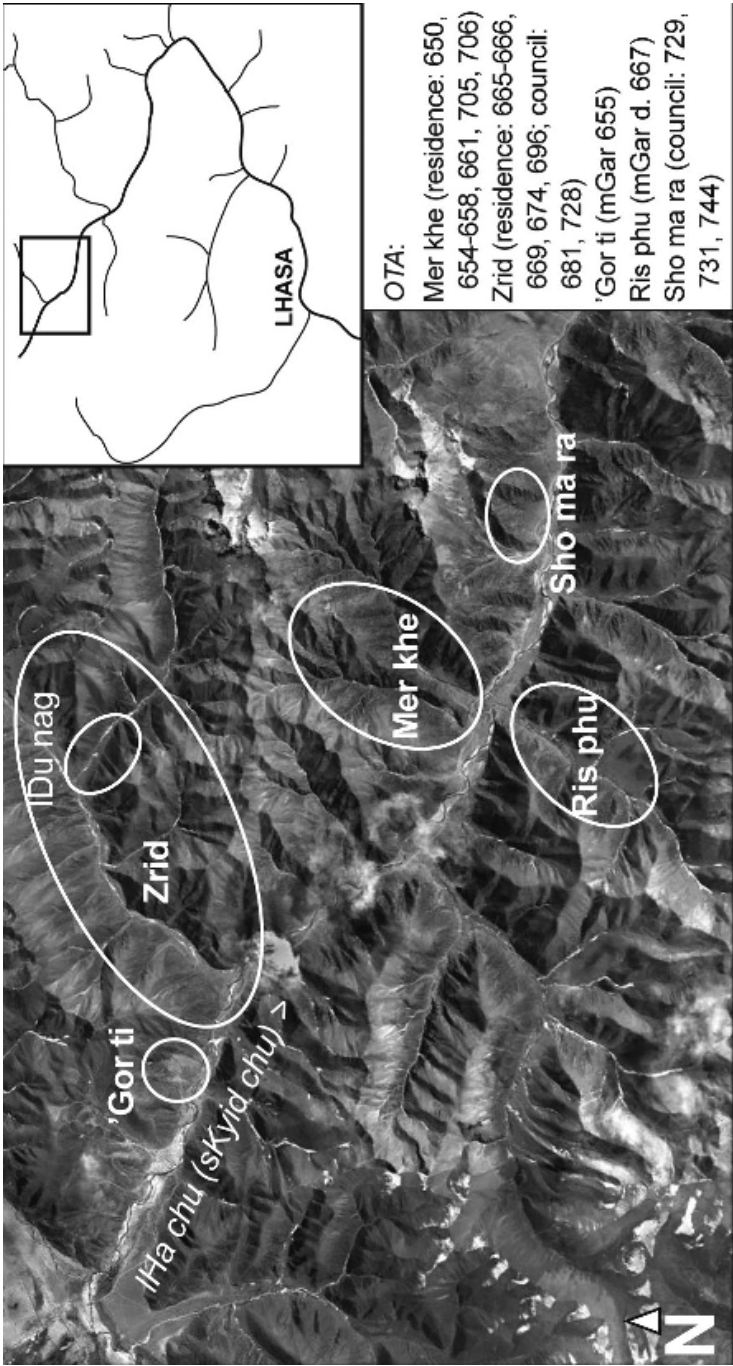 lDu nag
Zrid
'Gor ti
lHa chu (sKyid chu) >
Mer khe
Ris phu
Sho ma ra
N
LHASA
OTA:
Mer khe (residence: 650,
654-658, 661, 705, 706)
Zrid (residence: 665-666,
669, 674, 696; council:
681, 728)
'Gor ti (mGar 655)
Ris phu (mGar d. 667)
Sho ma ra (council: 729,
731, 744)